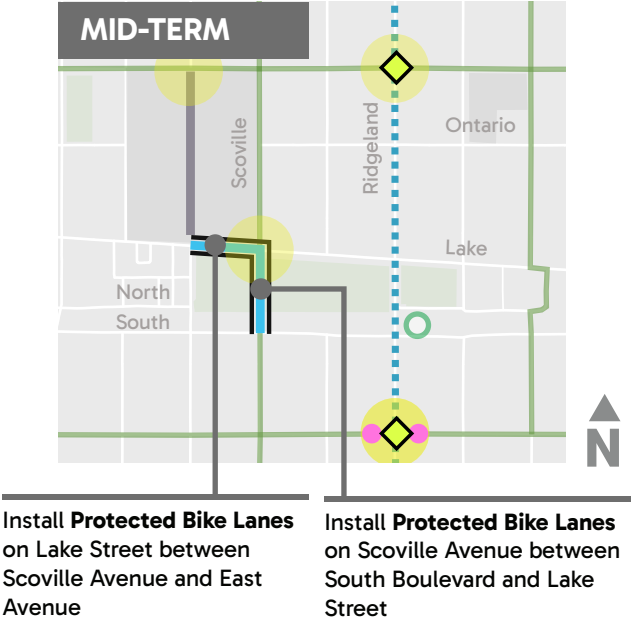 MID-TERM
Scoville
Ridgeland
Ontario
Lake
North
South
N
Install Protected Bike Lanes
on Lake Street between
Scoville Avenue and East
Avenue
Install Protected Bike Lanes
on Scoville Avenue between
South Boulevard and Lake
Street